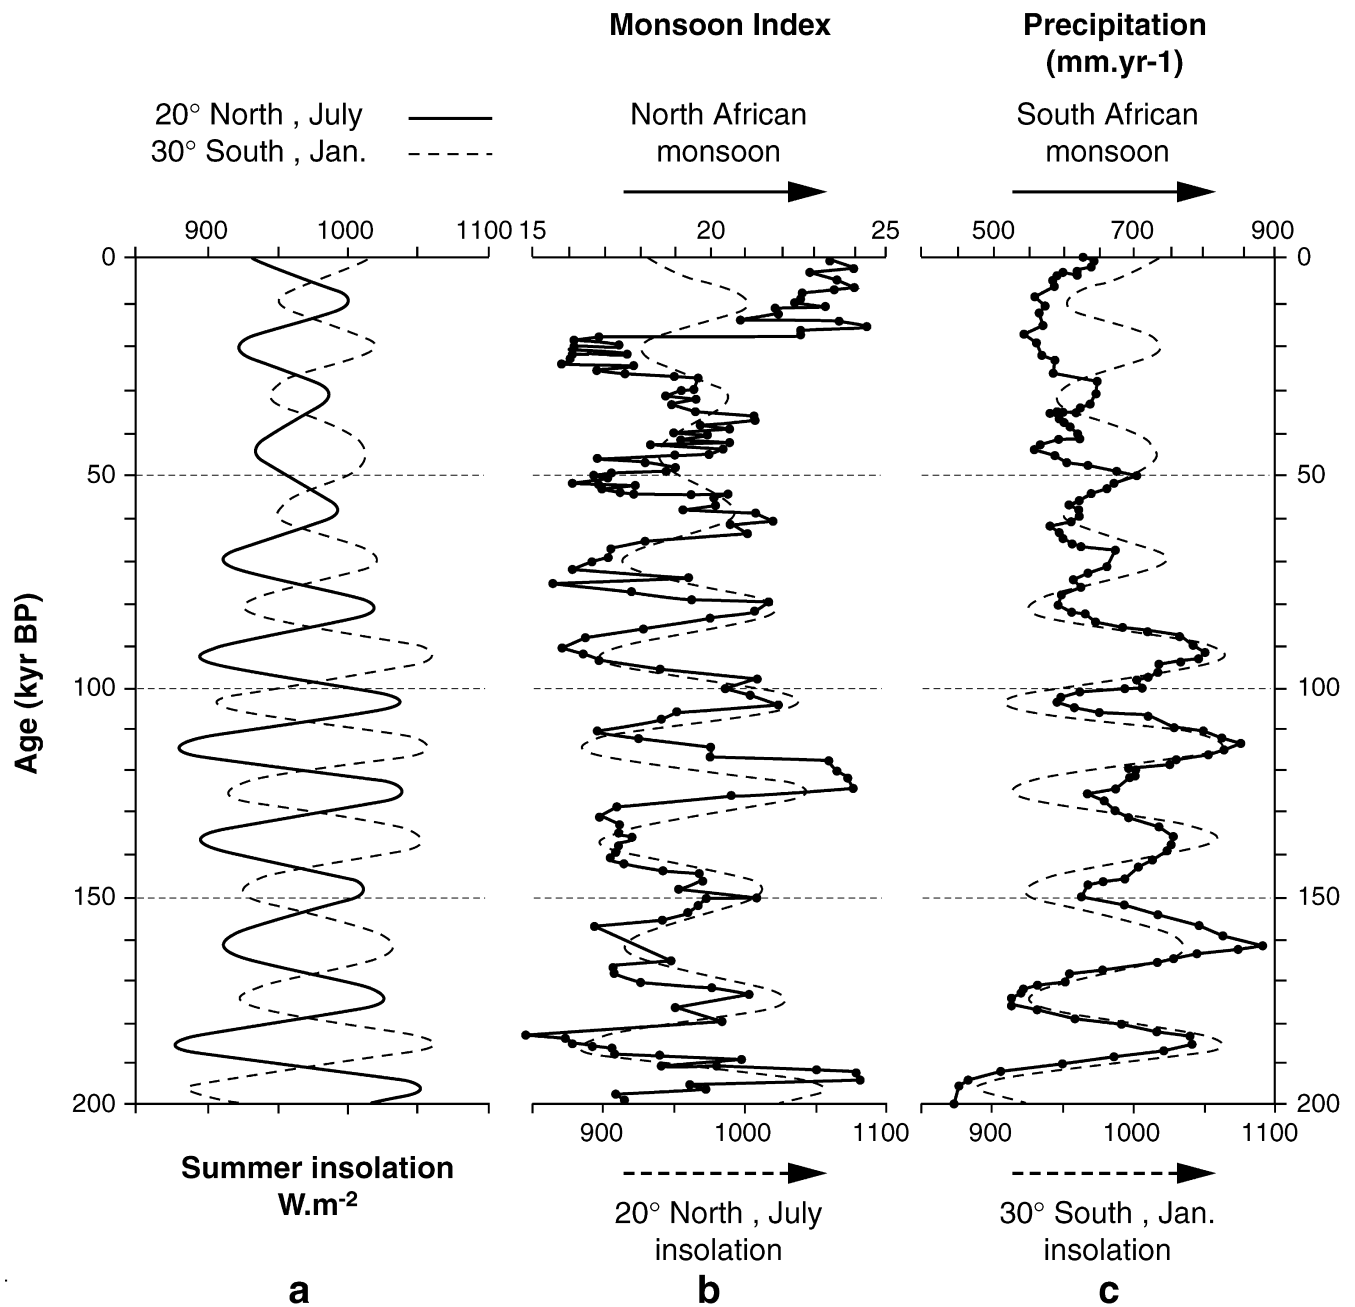 Monsoon Index
Precipitation
(mm.yr-1)
20° North , July
30° South , Jan.
North African
monsoon
South African
monsoon
900 1000 1100
15 20 25
500 700 900
0
50
100
150
200
Age (kyr BP)
0
50
100
150
200
900 1000 1100
900 1000 1100
Summer insolation
W.m-2
20° North , July
insolation
30° South , Jan.
insolation
a
b
c